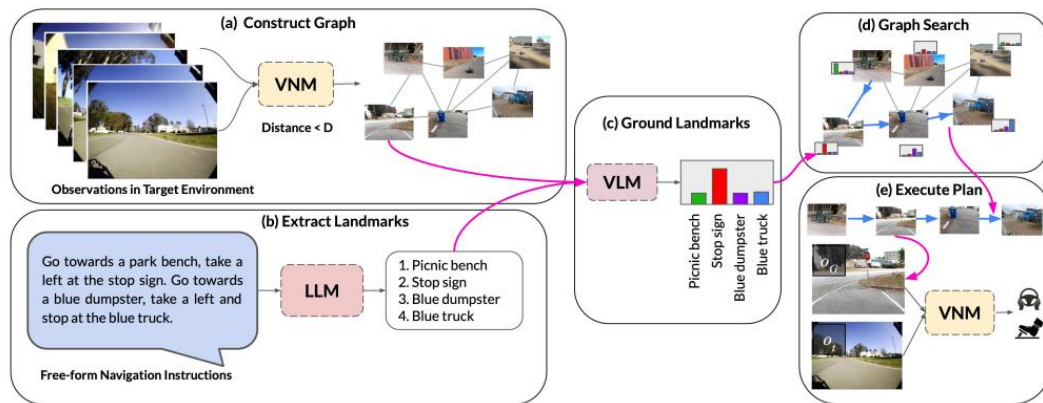 (a) Construct Graph
VNM
Distance < D
Observations in Target Environment
(b) Extract Landmarks
Go towards a park bench, take a
left at the stop sign. Go towards
a blue dumpster, take a left and
stop at the blue truck.
Free-form Navigation Instructions
LLM
1. Picnic bench
2. Stop sign
3. Blue dumpster
4. Blue truck
(c) Ground Landmarks
VLM
Picnic bench
Stop sign
Blue dumpster
Blue truck
(d) Graph Search
(e) Execute Plan
O_G
O_t
VNM